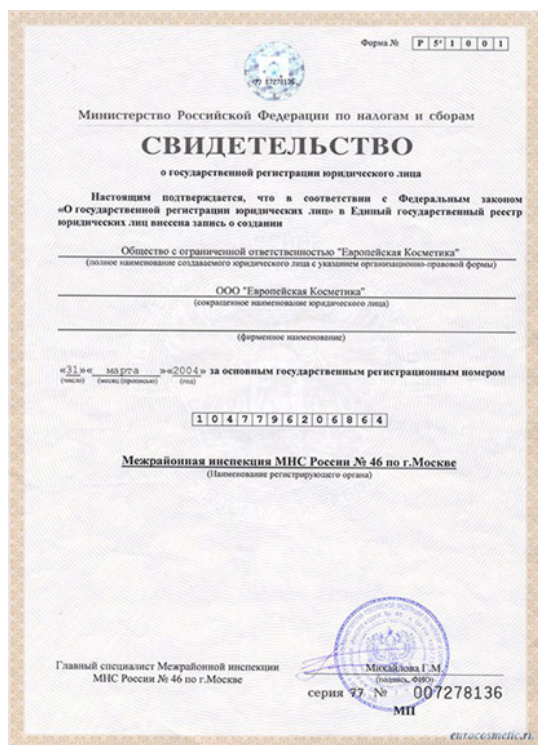 Форма № Р 5 1 0 0 1
77 07278136
Министерство Российской Федерации по налогам и сборам
СВИДЕТЕЛЬСТВО
о государственной регистрации юридического лица
Настоящим подтверждается, что в соответствии с Федеральным законом
«О государственной регистрации юридических лиц» в Единый государственный реестр
юридических лиц внесена запись о создании
Общество с ограниченной ответственностью "Европейская Косметика"
(полное наименование создаваемого юридического лица с указанием организационно-правовой формы)
ООО "Европейская Косметика"
(сокращенное наименование юридического лица)
(фирменное наименование)
«31»« марта »«2004» за основным государственным регистрационным номером
(число) (месяц (прописью) (год)
1 0 4 7 7 9 6 2 0 6 8 6 4
Межрайонная инспекция МНС России № 46 по г.Москве
(Наименование регистрирующего органа)
Главный специалист Межрайонной инспекции
МНС России № 46 по г.Москве
Михайлова Г.М.
(подпись, ФИО)
серия 77 № 007278136
МП
eurocosmetic.ru